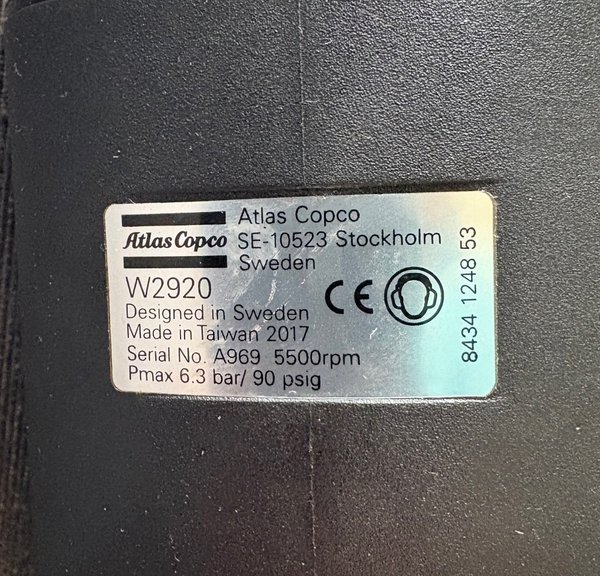 Atlas Copco
Atlas Copco SE-10523 Stockholm
Sweden
W2920
CE
Designed in Sweden
Made in Taiwan 2017
Serial No. A969 5500rpm
Pmax 6.3 bar/ 90 psig
8434 1248 53